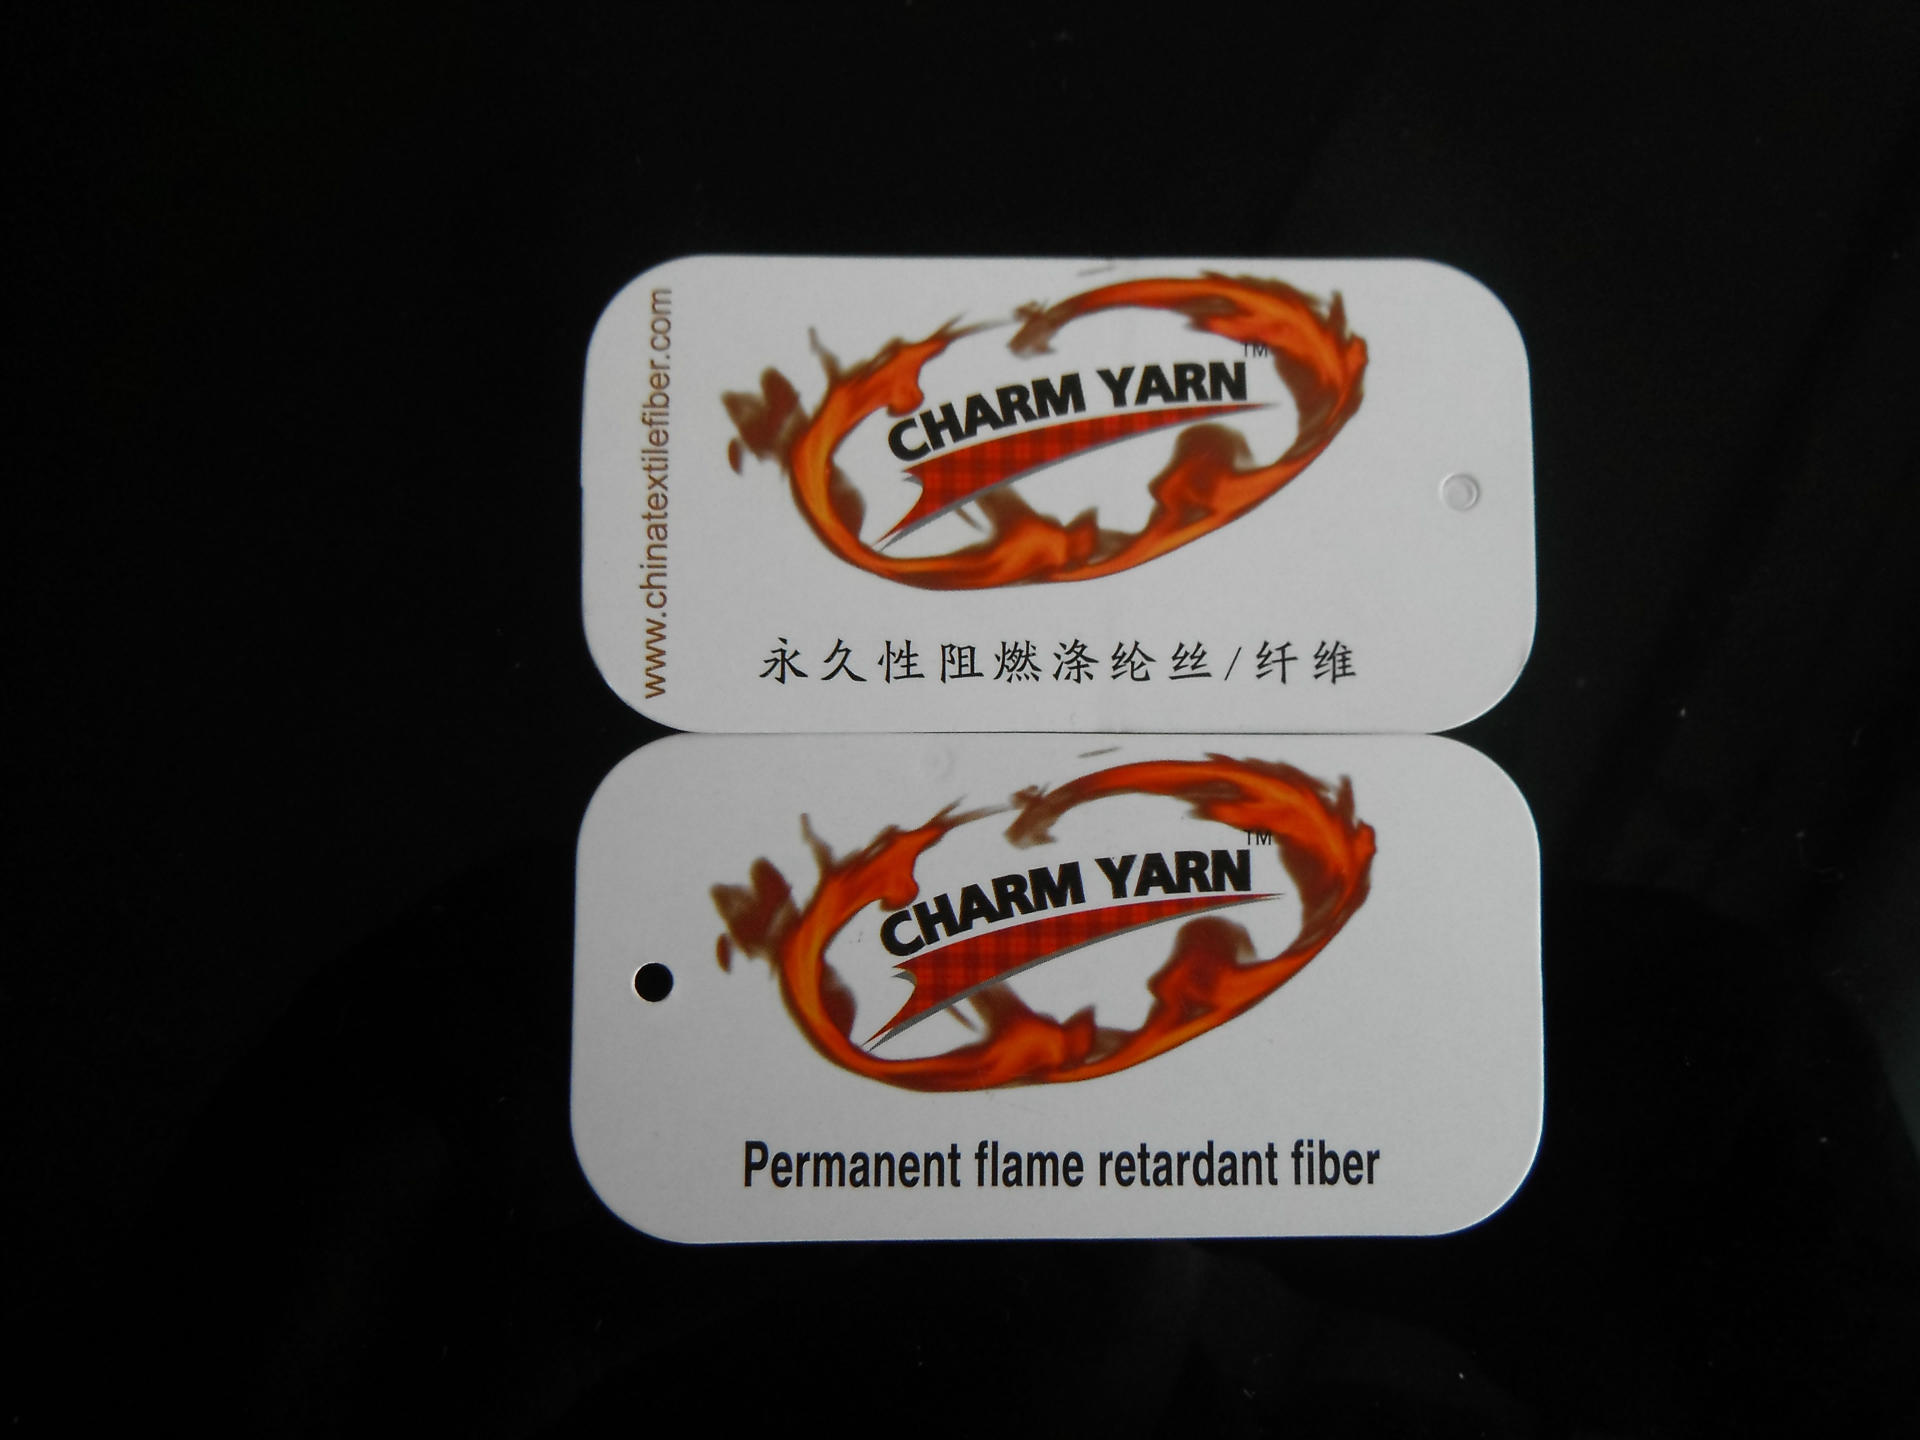 www.chinatextilefiber.com
CHARM YARN™
永久性阻燃涤纶丝/纤维
CHARM YARN™
Permanent flame retardant fiber